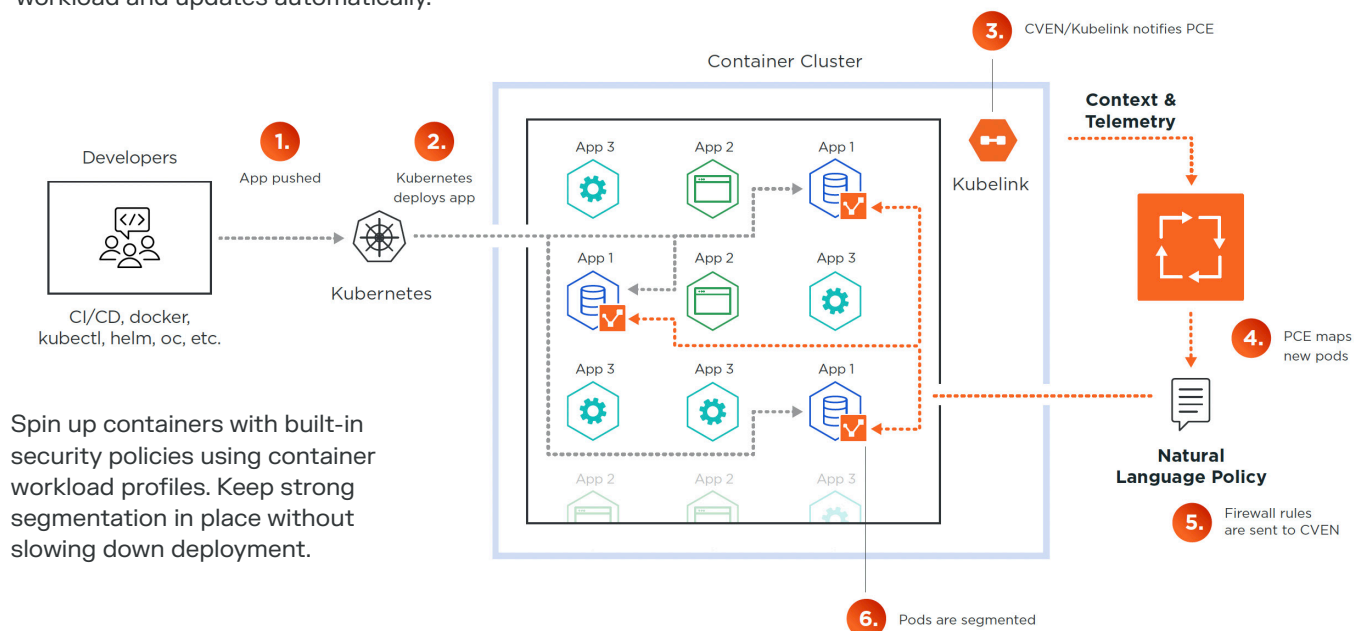 workload and updates automatically.
3.
CVEN/Kubelink notifies PCE
Container Cluster
Context &
Telemetry
1.
2.
Developers
App pushed
Kubernetes
deploys app
App 3
App 2
App 1
Kubelink
</>
Kubernetes
App 1
App 2
App 3
CI/CD, docker,
kubectl, helm, oc, etc.
4.
PCE maps
new pods
App 3
App 3
App 1
Spin up containers with built-in
security policies using container
workload profiles. Keep strong
segmentation in place without
slowing down deployment.
Natural
Language Policy
App 2
App 2
App 3
5.
Firewall rules
are sent to CVEN
6.
Pods are segmented